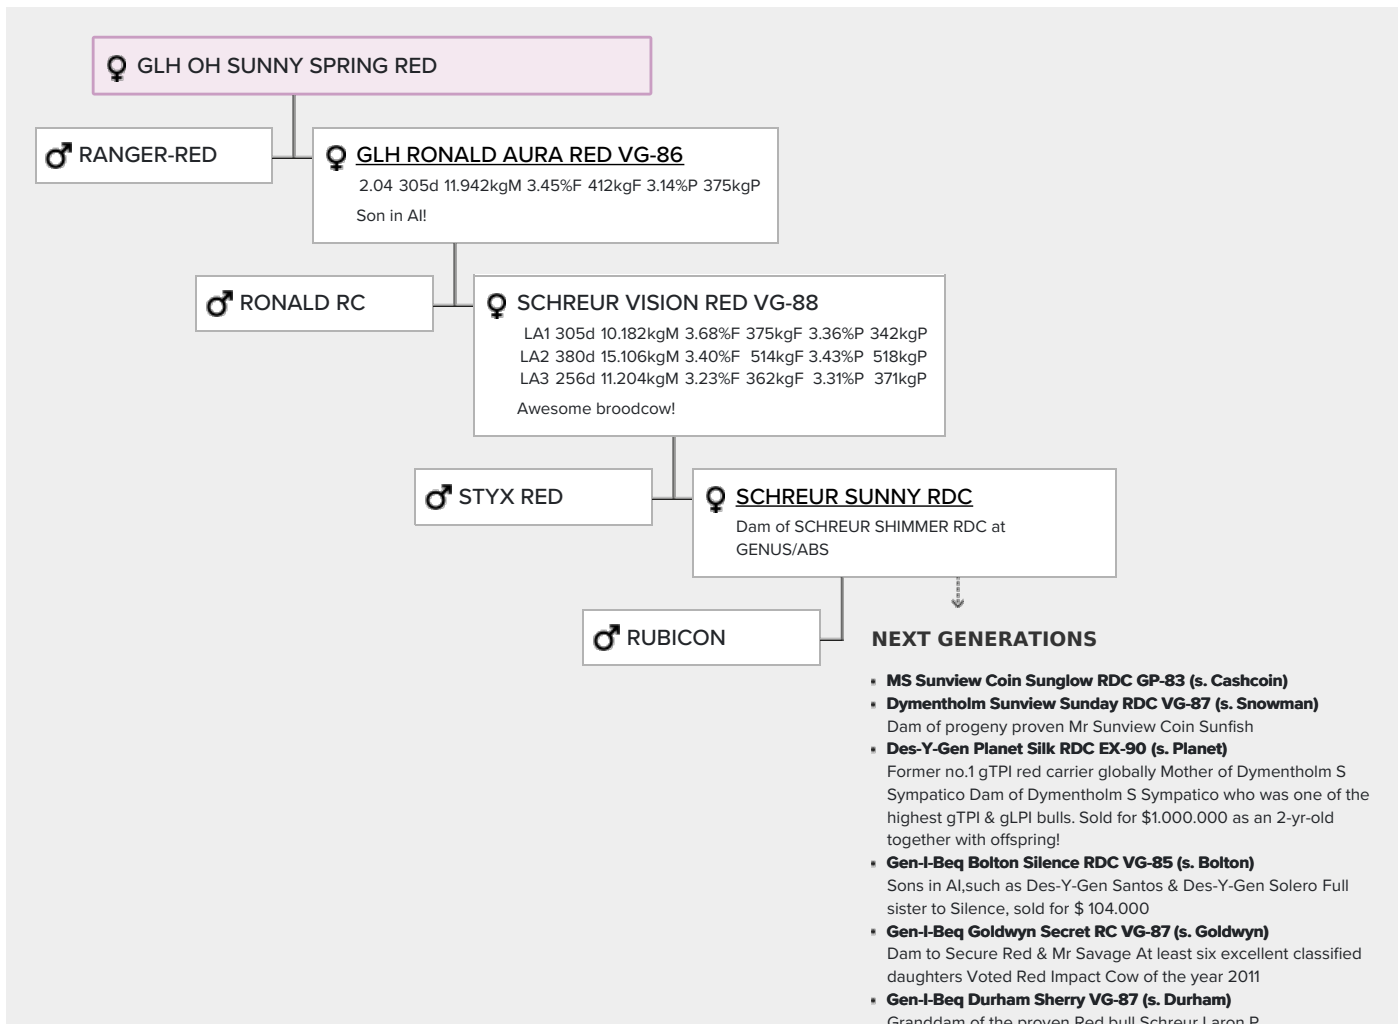 GLH OH SUNNY SPRING RED
RANGER-RED
GLH RONALD AURA RED VG-86
2.04 305d 11.942kgM 3.45%F 412kgF 3.14%P 375kgP
Son in AI!
RONALD RC
SCHREUR VISION RED VG-88
LA1 305d 10.182kgM 3.68%F 375kgF 3.36%P 342kgP
LA2 380d 15.106kgM 3.40%F 514kgF 3.43%P 518kgP
LA3 256d 11.204kgM 3.23%F 362kgF 3.31%P 371kgP
Awesome broodcow!
STYX RED
SCHREUR SUNNY RDC
Dam of SCHREUR SHIMMER RDC at
GENUS/ABS
RUBICON
NEXT GENERATIONS
MS Sunview Coin Sunglow RDC GP-83 (s. Cashcoin)
Dymentholm Sunview Sunday RDC VG-87 (s. Snowman)
Dam of progeny proven Mr Sunview Coin Sunfish
Des-Y-Gen Planet Silk RDC EX-90 (s. Planet)
Former no.1 gTPI red carrier globally Mother of Dymentholm S
Sympatico Dam of Dymentholm S Sympatico who was one of the
highest gTPI & gLPI bulls. Sold for $1.000.000 as an 2-yr-old
together with offspring!
Gen-I-Beq Bolton Silence RDC VG-85 (s. Bolton)
Sons in AI,such as Des-Y-Gen Santos & Des-Y-Gen Solero Full
sister to Silence, sold for $ 104.000
Gen-I-Beq Goldwyn Secret RC VG-87 (s. Goldwyn)
Dam to Secure Red & Mr Savage At least six excellent classified
daughters Voted Red Impact Cow of the year 2011
Gen-I-Beq Durham Sherry VG-87 (s. Durham)
Granddam of the proven Red bull Schreur Laron P